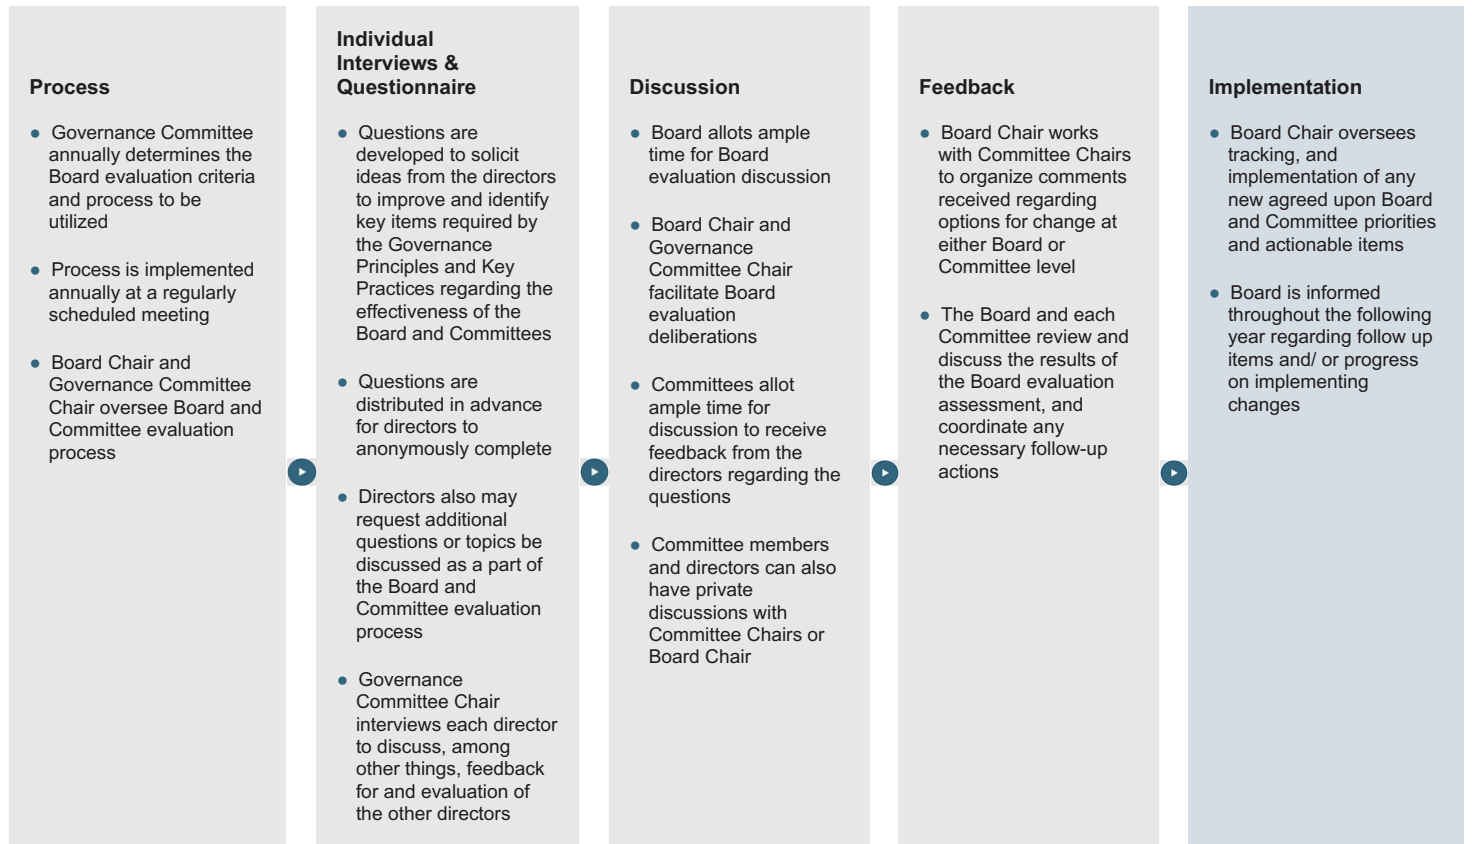 Process
● Governance Committee
annually determines the
Board evaluation criteria
and process to be
utilized
● Process is implemented
annually at a regularly
scheduled meeting
● Board Chair and
Governance Committee
Chair oversee Board and
Committee evaluation
process
Individual
Interviews &
Questionnaire
● Questions are
developed to solicit
ideas from the directors
to improve and identify
key items required by
the Governance
Principles and Key
Practices regarding the
effectiveness of the
Board and Committees
● Questions are
distributed in advance
for directors to
anonymously complete
● Directors also may
request additional
questions or topics be
discussed as a part of
the Board and
Committee evaluation
process
● Governance
Committee Chair
interviews each director
to discuss, among
other things, feedback
for and evaluation of
the other directors
Discussion
● Board allots ample
time for Board
evaluation discussion
● Board Chair and
Governance
Committee Chair
facilitate Board
evaluation
deliberations
● Committees allot
ample time for
discussion to receive
feedback from the
directors regarding the
questions
● Committee members
and directors can also
have private
discussions with
Committee Chairs or
Board Chair
Feedback
● Board Chair works
with Committee Chairs
to organize comments
received regarding
options for change at
either Board or
Committee level
● The Board and each
Committee review and
discuss the results of
the Board evaluation
assessment, and
coordinate any
necessary follow-up
actions
Implementation
● Board Chair oversees
tracking, and
implementation of any
new agreed upon Board
and Committee priorities
and actionable items
● Board is informed
throughout the following
year regarding follow up
items and/ or progress
on implementing
changes